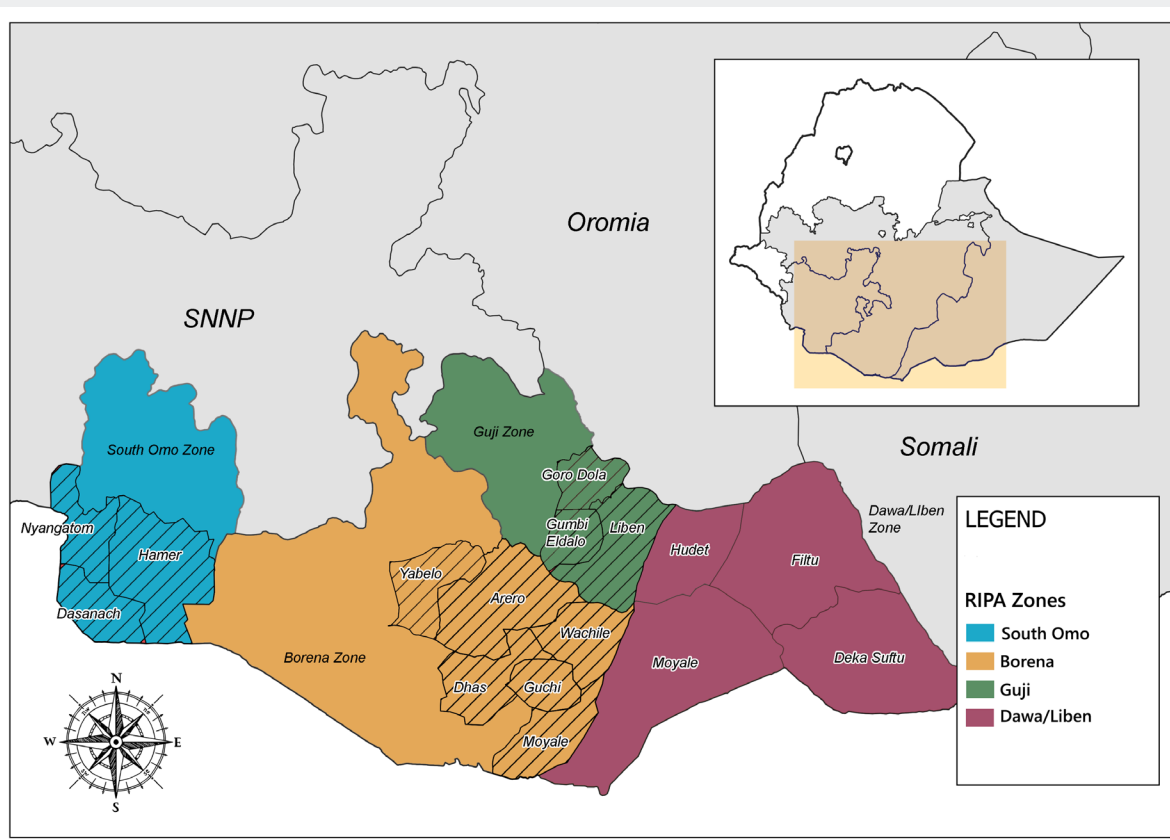 Oromia
SNNP
South Omo Zone
Guji Zone
Somali
Goro Dola
Nyangatom
Hamer
Gumbi
Eldalo
Liben
Hudet
Filtu
Dawa/LIben
Zone
Yabelo
Arero
Dasanach
Wachile
Borena Zone
Dhas
Guchi
Moyale
Moyale
Deka Suftu
LEGEND
RIPA Zones
South Omo
Borena
Guji
Dawa/Liben
N
W
E
S